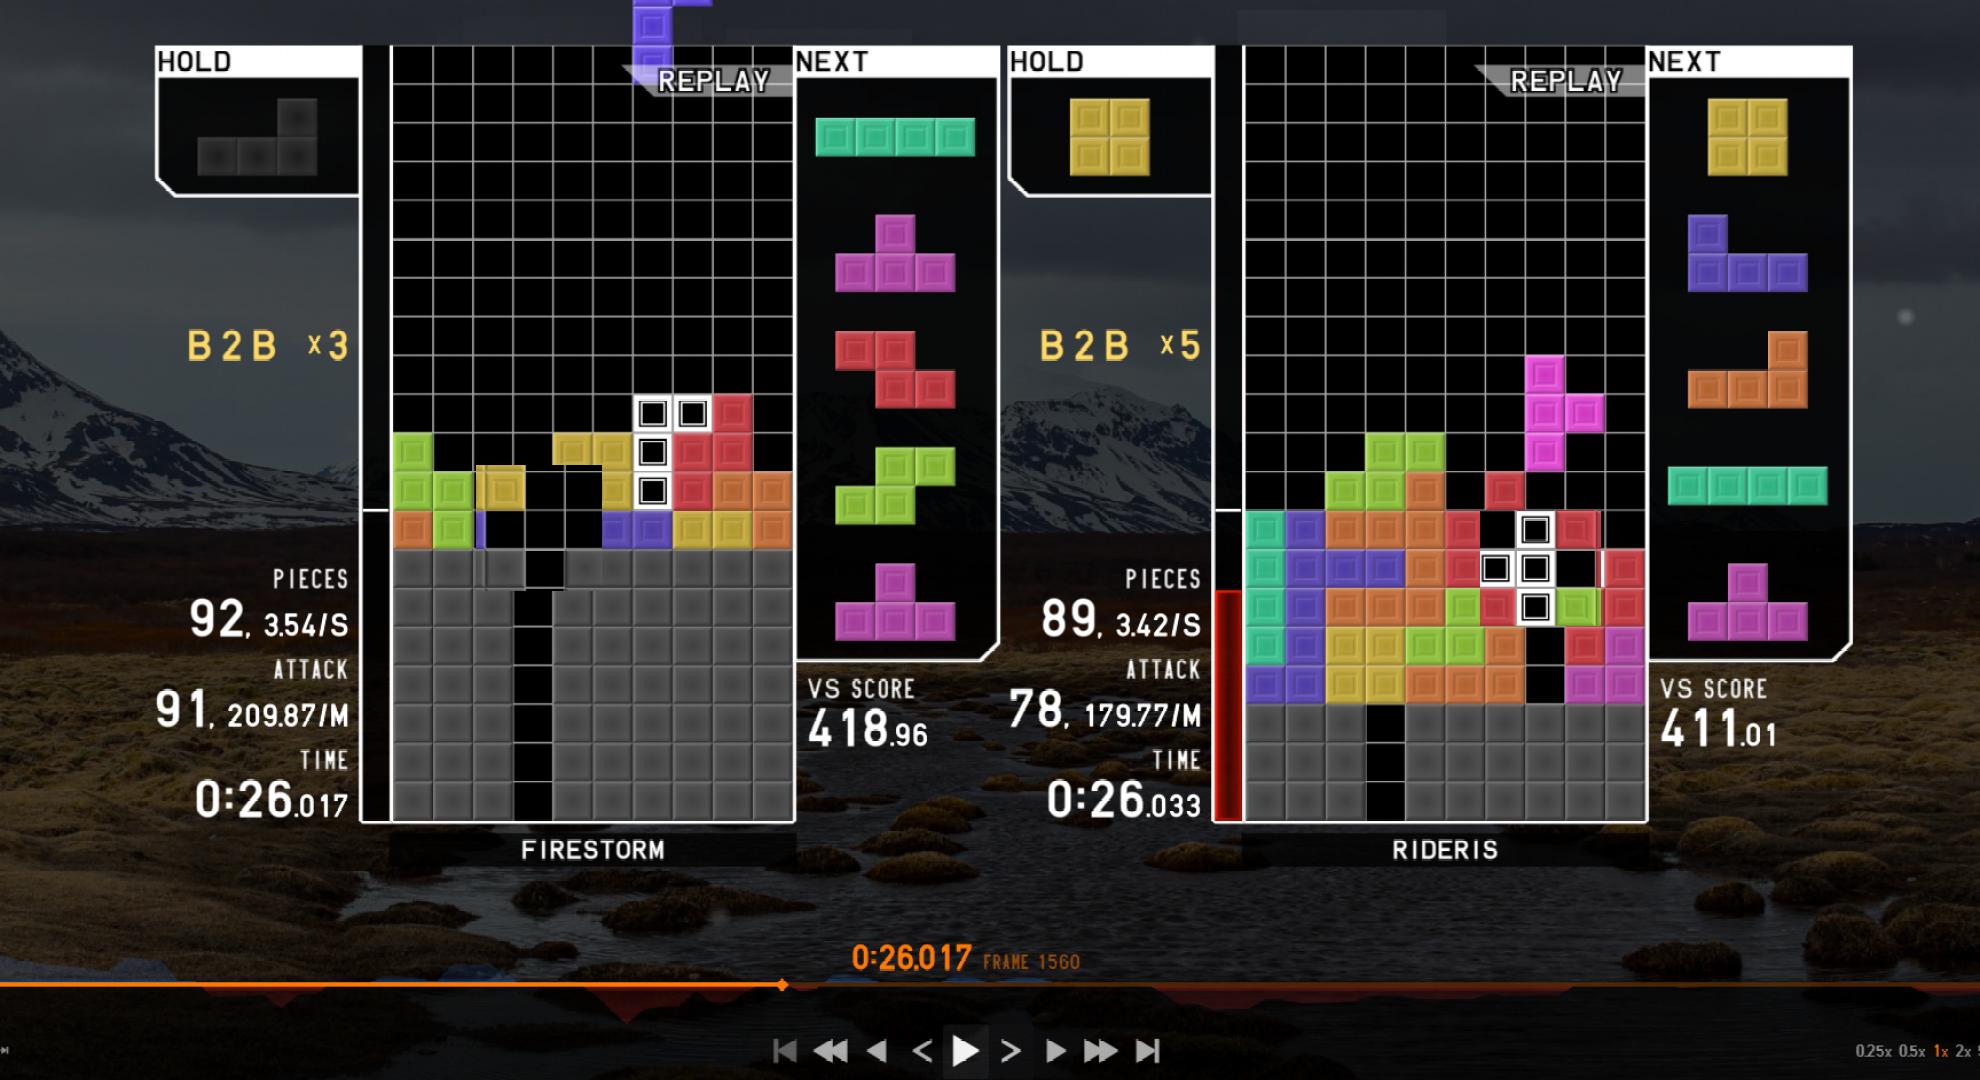 HOLD
REPLAY
NEXT
B2B ×3
PIECES
92, 3.54/S
ATTACK
91, 209.87/M
TIME
0:26.017
VS SCORE
418.96
FIRESTORM
HOLD
REPLAY
NEXT
B2B ×5
PIECES
89, 3.42/S
ATTACK
78, 179.77/M
TIME
0:26.033
VS SCORE
411.01
RIDERIS
0:26.017 FRAME 1560
0.25x 0.5x 1x 2x